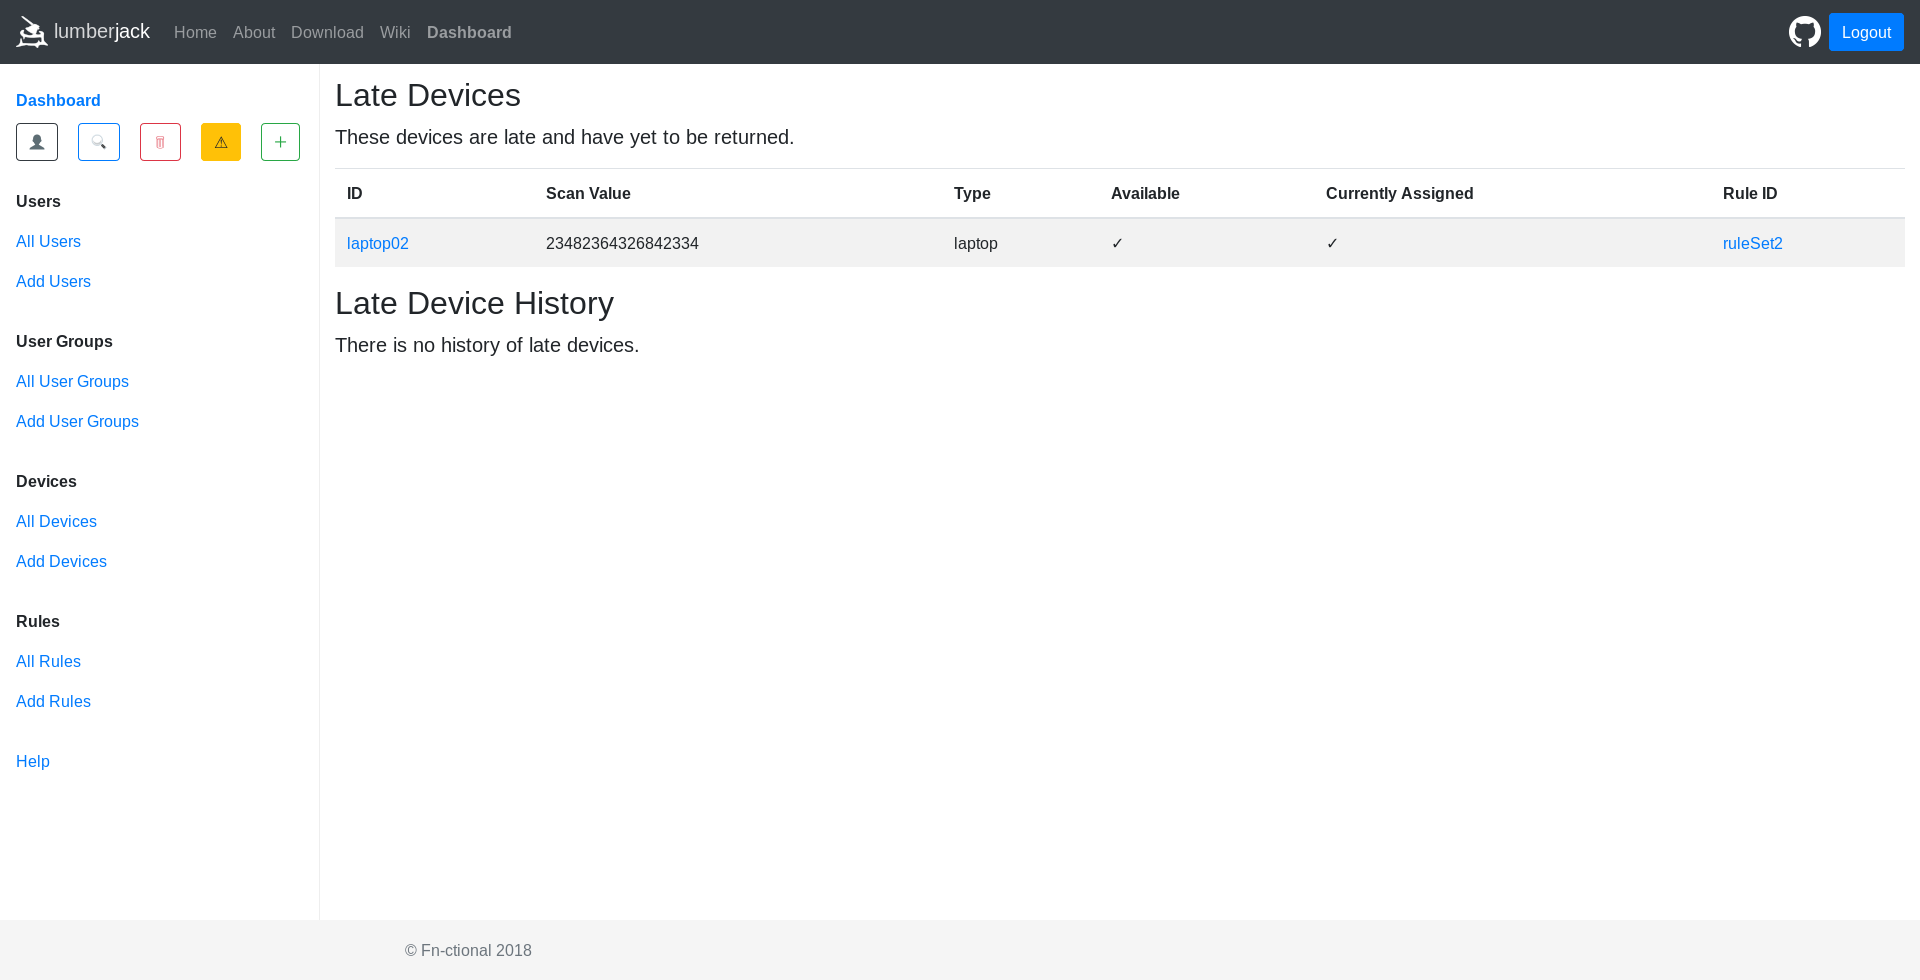 lumberjack Home About Download Wiki Dashboard Logout
Dashboard
Users
All Users
Add Users
User Groups
All User Groups
Add User Groups
Devices
All Devices
Add Devices
Rules
All Rules
Add Rules
Help
Late Devices
These devices are late and have yet to be returned.
ID Scan Value Type Available Currently Assigned Rule ID
laptop02 23482364326842334 laptop ✓ ✓ ruleSet2
Late Device History
There is no history of late devices.
© Fn-ctional 2018